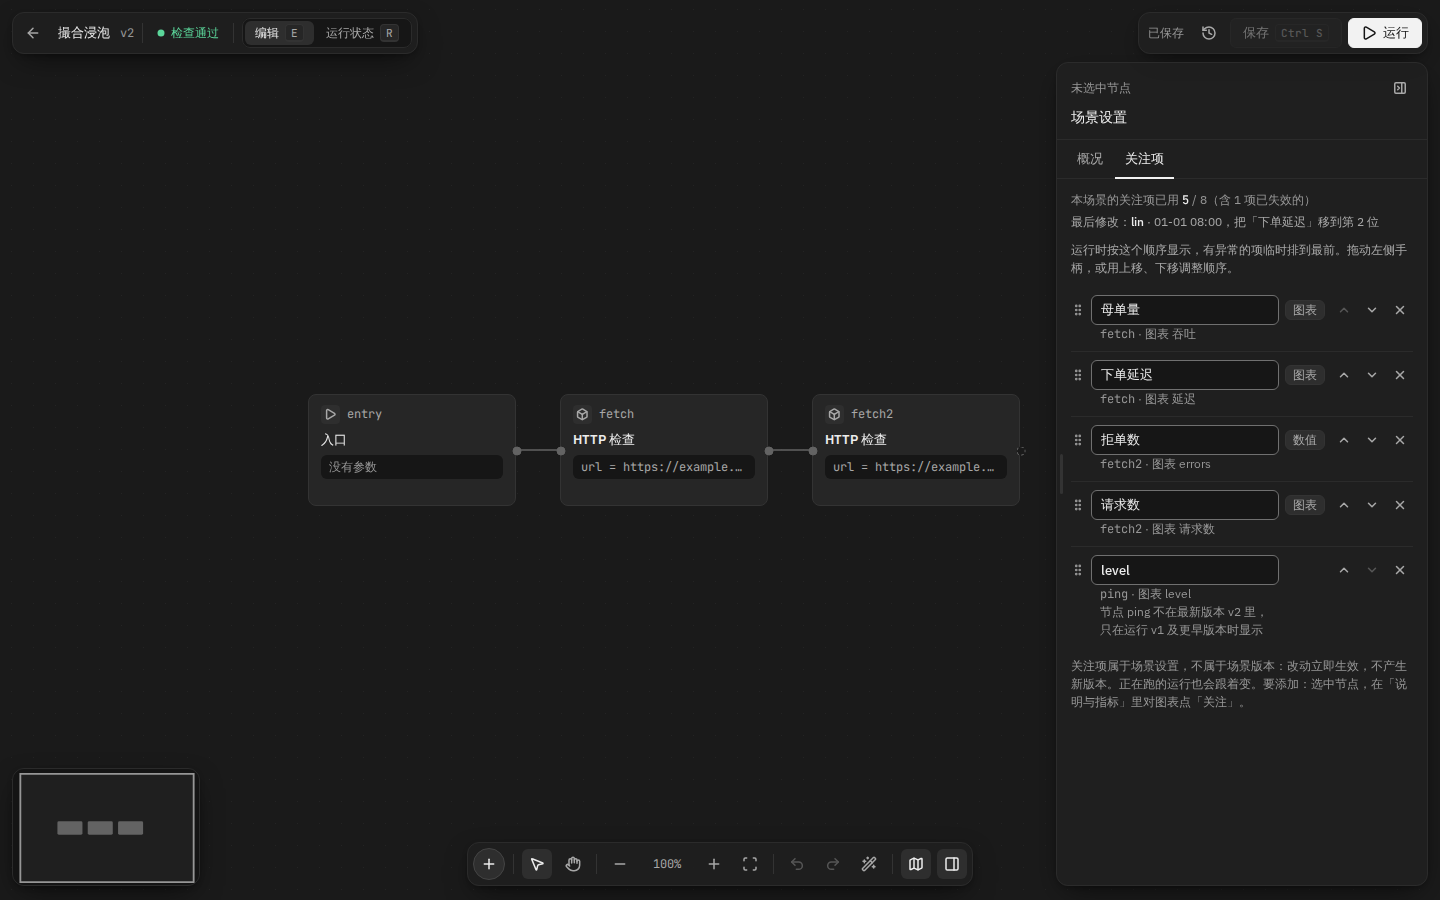 撮合浸泡 v2 检查通过 编辑 E 运行状态 R
已保存 保存 Ctrl S 运行
未选中节点
场景设置
概况 关注项
本场景的关注项已用 5 / 8（含 1 项已失效的）
最后修改：lin · 01-01 08:00，把「下单延迟」移到第 2 位
运行时按这个顺序显示，有异常的项临时排到最前。拖动左侧手
柄，或用上移、下移调整顺序。
母单量 图表
fetch · 图表 吞吐
下单延迟 图表
fetch · 图表 延迟
拒单数 数值
fetch2 · 图表 errors
请求数 图表
fetch2 · 图表 请求数
level
ping · 图表 level
节点 ping 不在最新版本 v2 里，
只在运行 v1 及更早版本时显示
关注项属于场景设置，不属于场景版本：改动立即生效，不产生
新版本。正在跑的运行也会跟着变。要添加：选中节点，在「说
明与指标」里对图表点「关注」。
entry
入口
没有参数
fetch
HTTP 检查
url = https://example.…
fetch2
HTTP 检查
url = https://example.…
100%